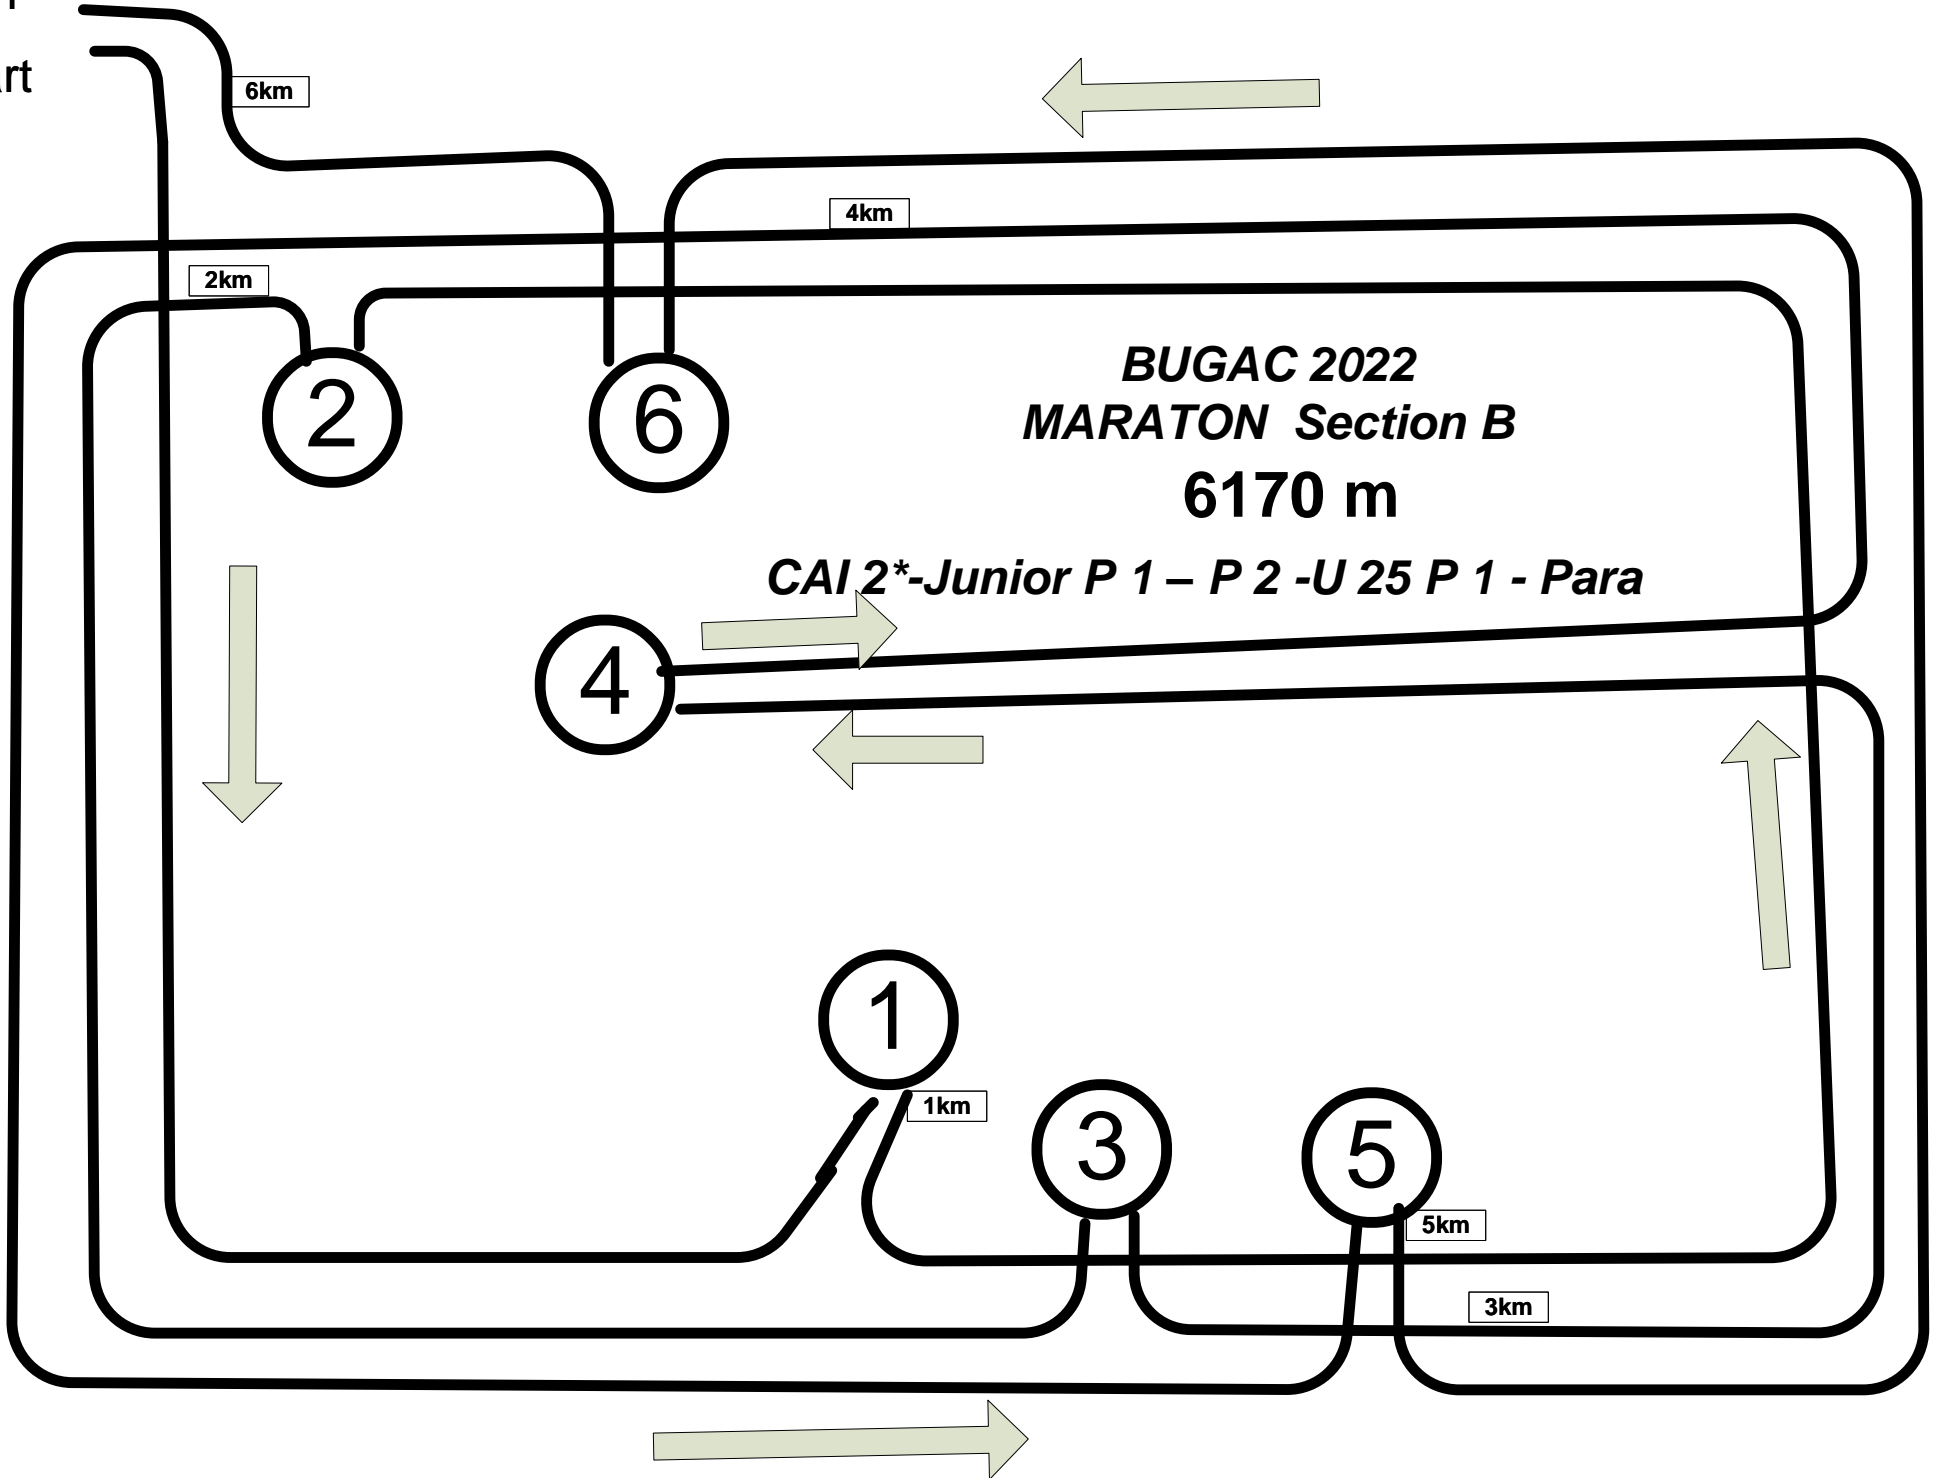 6km
4km
2km
2
6
BUGAC 2022
MARATON Section B
6170 m
CAI 2*-Junior P 1 – P 2 -U 25 P 1 - Para
4
1
1km
3
5
5km
3km